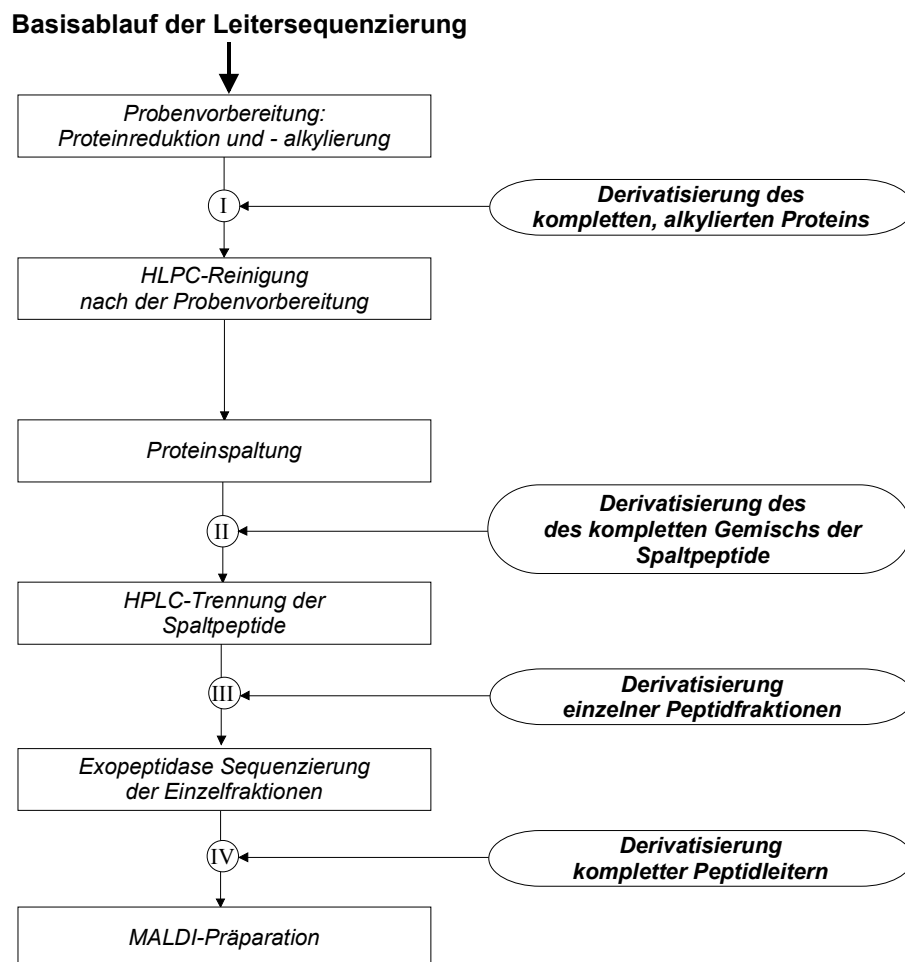 Basisablauf der Leitersequenzierung
Probenvorbereitung:
Proteinreduktion und - alkylierung
I
Derivatisierung des
kompletten, alkylierten Proteins
HLPC-Reinigung
nach der Probenvorbereitung
Proteinspaltung
II
Derivatisierung des
des kompletten Gemischs der
Spaltpeptide
HPLC-Trennung der
Spaltpeptide
III
Derivatisierung
einzelner Peptidfraktionen
Exopeptidase Sequenzierung
der Einzelfraktionen
IV
Derivatisierung
kompletter Peptidleitern
MALDI-Präparation